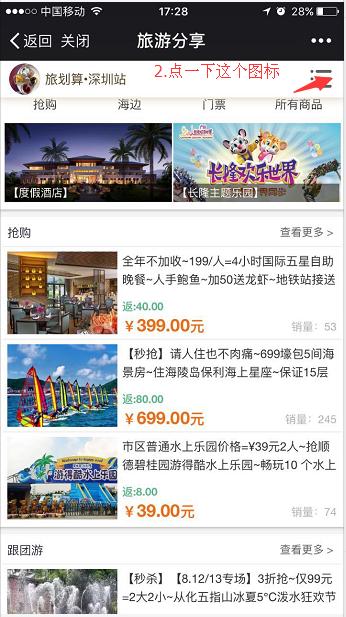 中国移动 17:28 28%
返回 关闭 旅游分享
旅划算•深圳站 2.点一下这个图标
抢购 海边 门票 所有商品
长隆欢乐世界
【度假酒店】 【长隆主题乐园】
抢购 查看更多 >
全年不加收~199/人=4小时国际五星自助
晚餐~人手鲍鱼~加50送龙虾~地铁站接送
返:40.00
￥399.00元 销量：53
【秒抢】请人住也不肉痛~699壕包5间海
景房~住海陵岛保利海上星座~保证15层
返:80.00
￥699.00元 销量：245
市区普通水上乐园价格=¥39元2人~抢顺
德碧桂园游得酷水上乐园~畅玩10 个水上
游得酷水上乐园
返:8.00
￥39.00元 销量：74
跟团游 查看更多 >
【秒杀】【8.12/13专场】3折抢~仅99元
=2大2小~从化五指山冰夏5°C泼水狂欢节